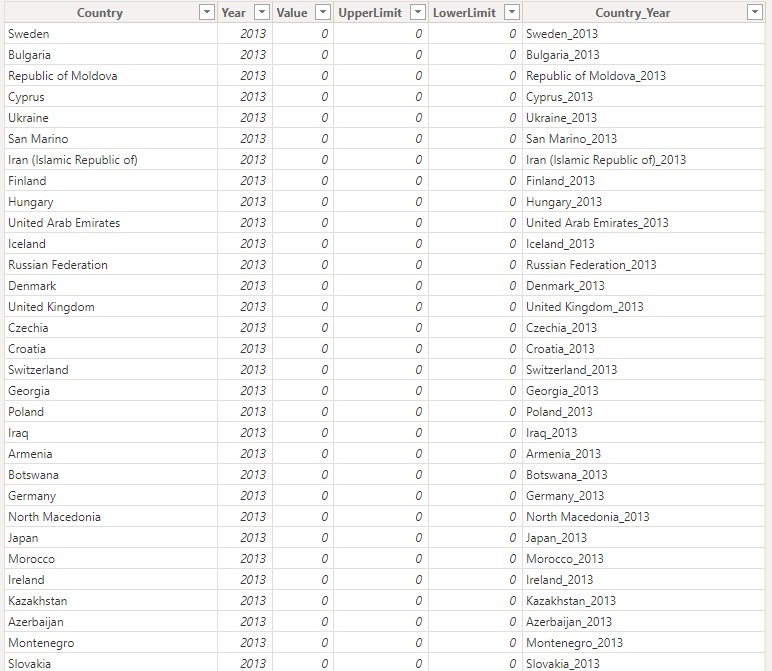 Country Year Value UpperLimit LowerLimit Country_Year
Sweden 2013 0 0 0 Sweden_2013
Bulgaria 2013 0 0 0 Bulgaria_2013
Republic of Moldova 2013 0 0 0 Republic of Moldova_2013
Cyprus 2013 0 0 0 Cyprus_2013
Ukraine 2013 0 0 0 Ukraine_2013
San Marino 2013 0 0 0 San Marino_2013
Iran (Islamic Republic of) 2013 0 0 0 Iran (Islamic Republic of)_2013
Finland 2013 0 0 0 Finland_2013
Hungary 2013 0 0 0 Hungary_2013
United Arab Emirates 2013 0 0 0 United Arab Emirates_2013
Iceland 2013 0 0 0 Iceland_2013
Russian Federation 2013 0 0 0 Russian Federation_2013
Denmark 2013 0 0 0 Denmark_2013
United Kingdom 2013 0 0 0 United Kingdom_2013
Czechia 2013 0 0 0 Czechia_2013
Croatia 2013 0 0 0 Croatia_2013
Switzerland 2013 0 0 0 Switzerland_2013
Georgia 2013 0 0 0 Georgia_2013
Poland 2013 0 0 0 Poland_2013
Iraq 2013 0 0 0 Iraq_2013
Armenia 2013 0 0 0 Armenia_2013
Botswana 2013 0 0 0 Botswana_2013
Germany 2013 0 0 0 Germany_2013
North Macedonia 2013 0 0 0 North Macedonia_2013
Japan 2013 0 0 0 Japan_2013
Morocco 2013 0 0 0 Morocco_2013
Ireland 2013 0 0 0 Ireland_2013
Kazakhstan 2013 0 0 0 Kazakhstan_2013
Azerbaijan 2013 0 0 0 Azerbaijan_2013
Montenegro 2013 0 0 0 Montenegro_2013
Slovakia 2013 0 0 0 Slovakia_2013